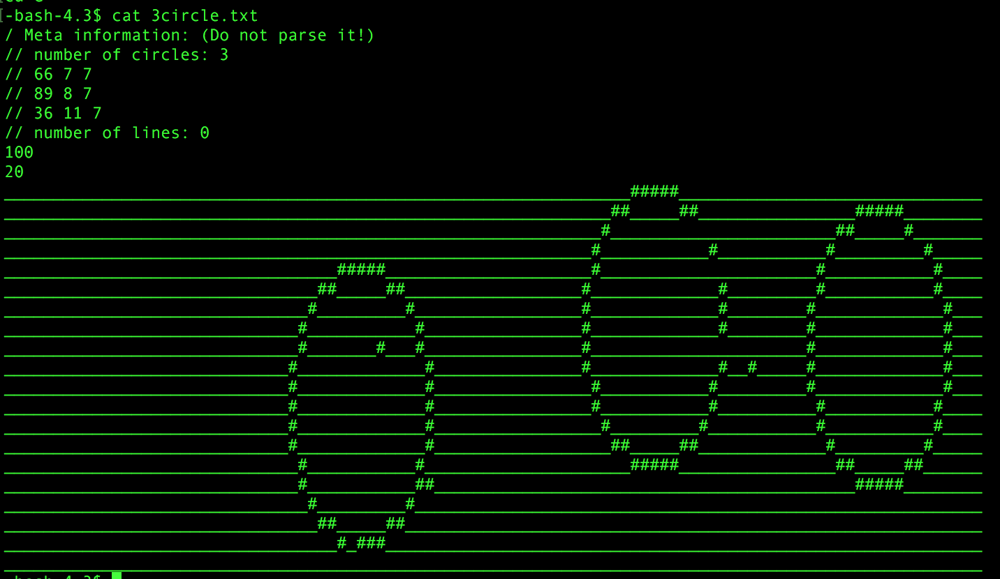 [-bash-4.3$ cat 3circle.txt
/ Meta information: (Do not parse it!)
// number of circles: 3
// 66 7 7
// 89 8 7
// 36 11 7
// number of lines: 0
100
20
________________________________________________________________#####_______________________________
______________________________________________________________##_____##________________#####________
_____________________________________________________________#_______________________##_____#_______
____________________________________________________________#___________#___________#_________#_____
__________________________________#####_____________________#______________________#___________#____
________________________________##_____##__________________#_____________#_________#___________#____
_______________________________#_________#_________________#_____________#________#_____________#___
______________________________#___________#________________#_____________#________#_____________#___
______________________________#_______#___#________________#______________________#_____________#___
_____________________________#_____________#_______________#_____________#__#_____#_____________#___
_____________________________#_____________#________________#___________#_________#_____________#___
_____________________________#_____________#________________#___________#__________#___________#____
_____________________________#_____________#_________________#_________#___________#___________#____
_____________________________#_____________#__________________##_____##_____________#_________#_____
______________________________#___________#_____________________#####________________##_____##______
______________________________#___________##___________________________________________#####________
_______________________________#_________#__________________________________________________________
________________________________##_____##___________________________________________________________
__________________________________#_###_____________________________________________________________
____________________________________________________________________________________________________
-bash-4.3$